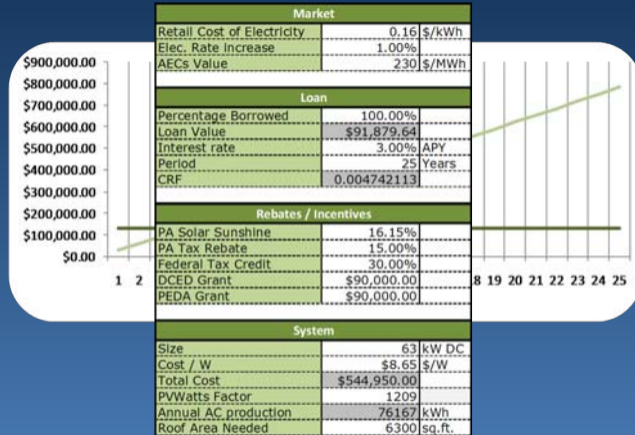 Market
Retail Cost of Electricity 0.16 $/kWh
Elec. Rate Increase 1.00%
AECs Value 230 $/MWh
Loan
Percentage Borrowed 100.00%
Loan Value $91,879.64
Interest rate 3.00% APY
Period 25 Years
CRF 0.004742113
Rebates / Incentives
PA Solar Sunshine 16.15%
PA Tax Rebate 15.00%
Federal Tax Credit 30.00%
DCED Grant $90,000.00
PEDA Grant $90,000.00
System
Size 63 kW DC
Cost / W $8.65 $/W
Total Cost $544,950.00
PVWatts Factor 1209
Annual AC production 76167 kWh
Roof Area Needed 6300 sq.ft.
$900,000.00
$800,000.00
$700,000.00
$600,000.00
$500,000.00
$400,000.00
$300,000.00
$200,000.00
$100,000.00
$0.00
1 2 18 19 20 21 22 23 24 25